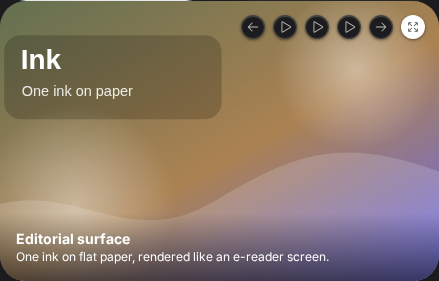 Ink
One ink on paper
Editorial surface
One ink on flat paper, rendered like an e-reader screen.